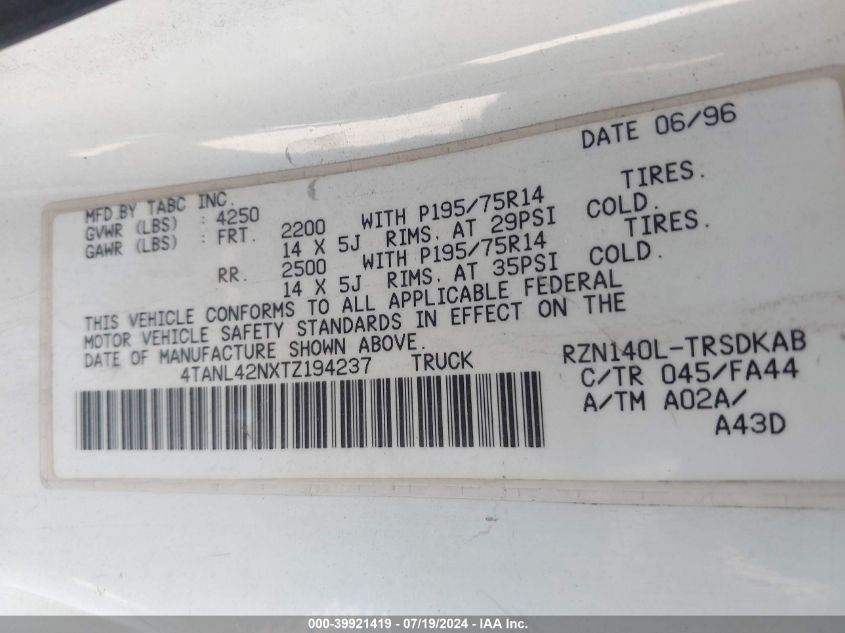 DATE 06/96
MFD BY TABC INC.
GVWR (LBS) : 4250
GAWR (LBS) : FRT. 2200 WITH P195/75R14 TIRES.
14 X 5J RIMS. AT 29PSI COLD.
RR. 2500 WITH P195/75R14 TIRES.
14 X 5J RIMS. AT 35PSI COLD.
THIS VEHICLE CONFORMS TO ALL APPLICABLE FEDERAL
MOTOR VEHICLE SAFETY STANDARDS IN EFFECT ON THE
DATE OF MANUFACTURE SHOWN ABOVE.
4TANL42NXTZ194237 TRUCK
RZN140L-TRSDKAB
C/TR 045/FA44
A/TM A02A/
A43D
000-39921419 - 07/19/2024 - IAA Inc.